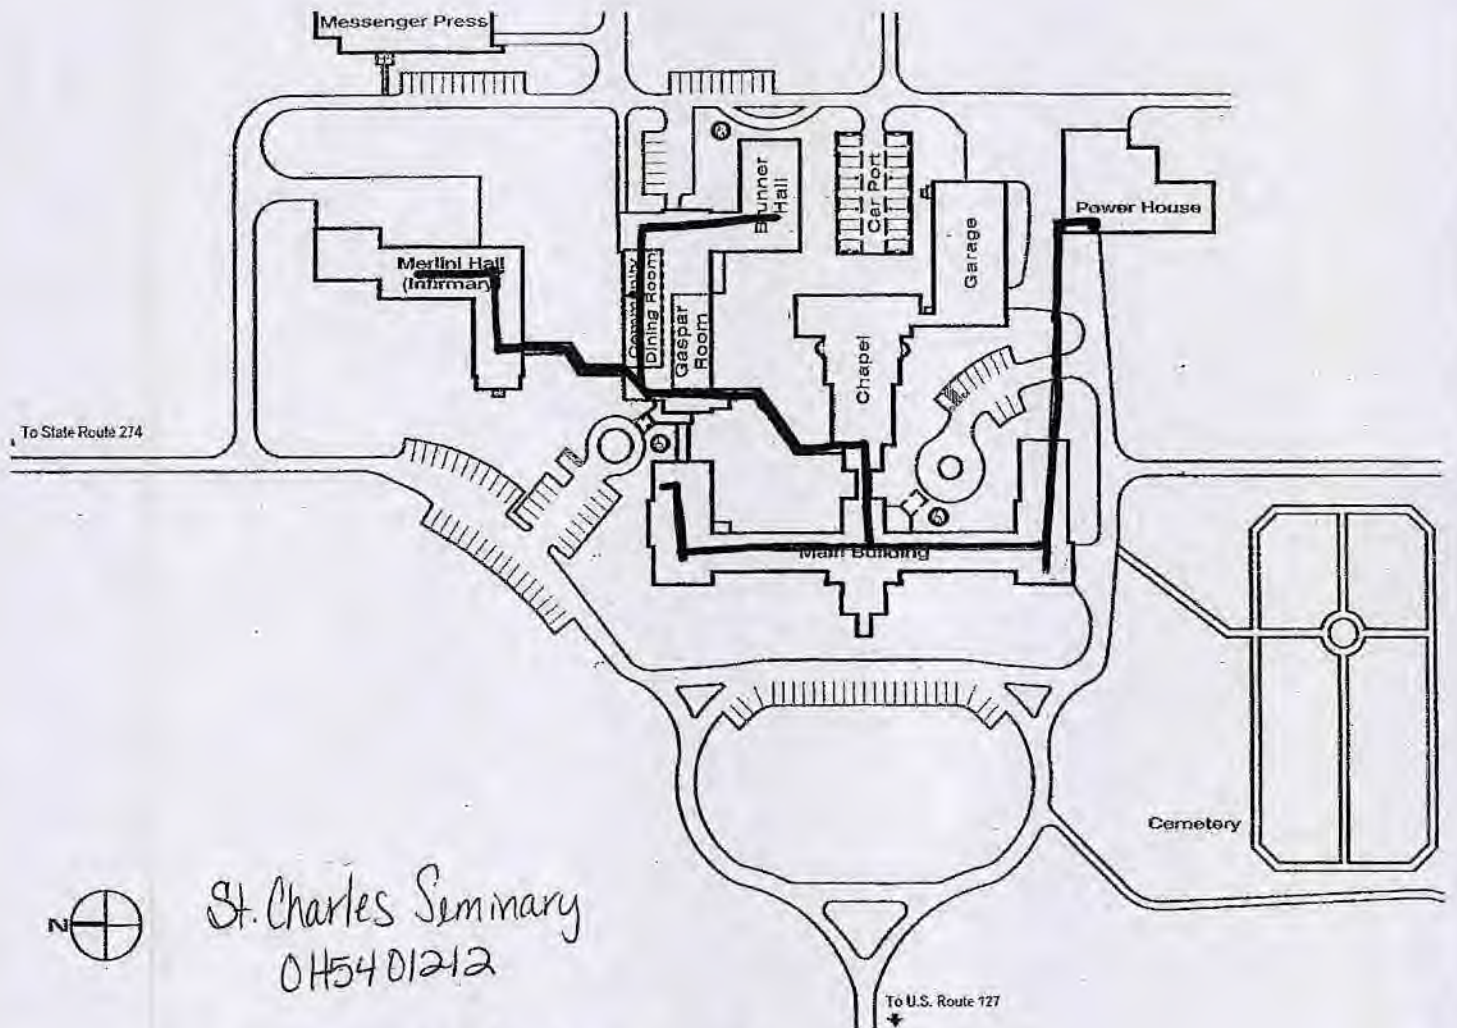 Messenger Press
Brunner
Hall
Car Port
Power House
Garage
Merlini Hall
(Infirmary)
Community
Dining Room
Gaspar
Room
Chapel
To State Route 274
Main Building
Cemetery
N
St. Charles Seminary
OH5401212
To U.S. Route 127